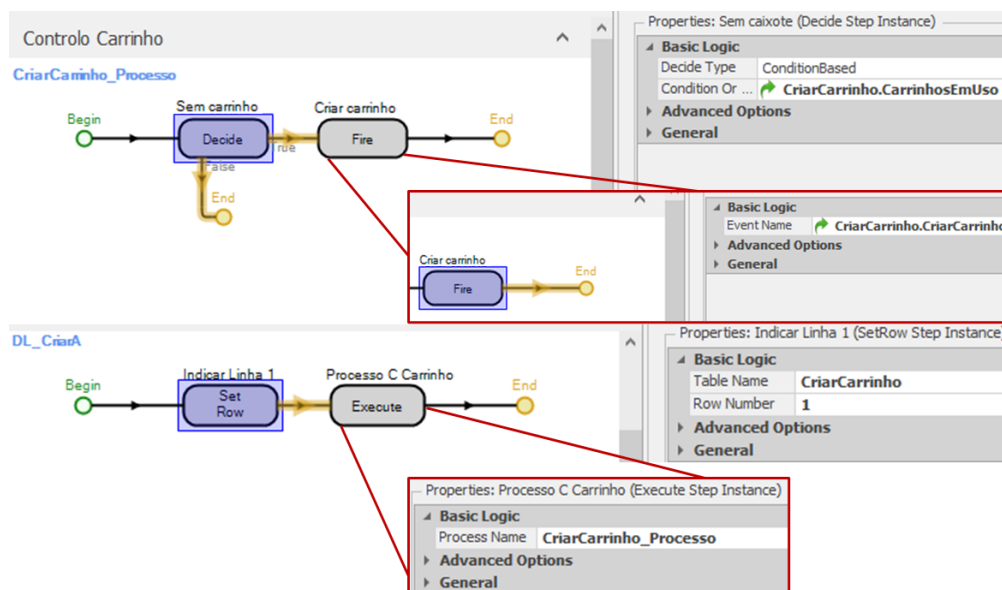 Controlo Carrinho
CriarCarrinho_Processo
Begin
Sem carrinho
Decide
True
False
End
Criar carrinho
Fire
End
Properties: Sem caixote (Decide Step Instance)
Basic Logic
Decide Type ConditionBased
Condition Or ... CriarCarrinho.CarrinhosEmUso
Advanced Options
General
Criar carrinho
Fire
End
Basic Logic
Event Name CriarCarrinho.CriarCarrinho
Advanced Options
General
DL_CriarA
Begin
Indicar Linha 1
Set
Row
Processo C Carrinho
Execute
End
Properties: Indicar Linha 1 (SetRow Step Instance)
Basic Logic
Table Name CriarCarrinho
Row Number 1
Advanced Options
General
Properties: Processo C Carrinho (Execute Step Instance)
Basic Logic
Process Name CriarCarrinho_Processo
Advanced Options
General